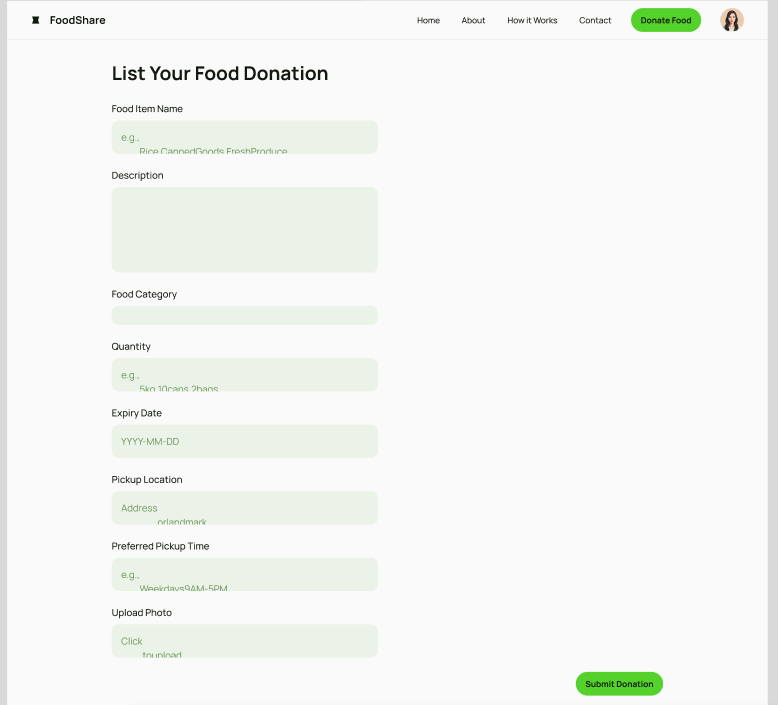 FoodShare
Home About How it Works Contact Donate Food
List Your Food Donation
Food Item Name
e.g.,
Rice,CannedGoods,FreshProduce
Description
Food Category
Quantity
e.g.,
5kg,10cans,2bags
Expiry Date
YYYY-MM-DD
Pickup Location
Address
orlandmark
Preferred Pickup Time
e.g.,
Weekdays9AM-5PM
Upload Photo
Click
toupload
Submit Donation